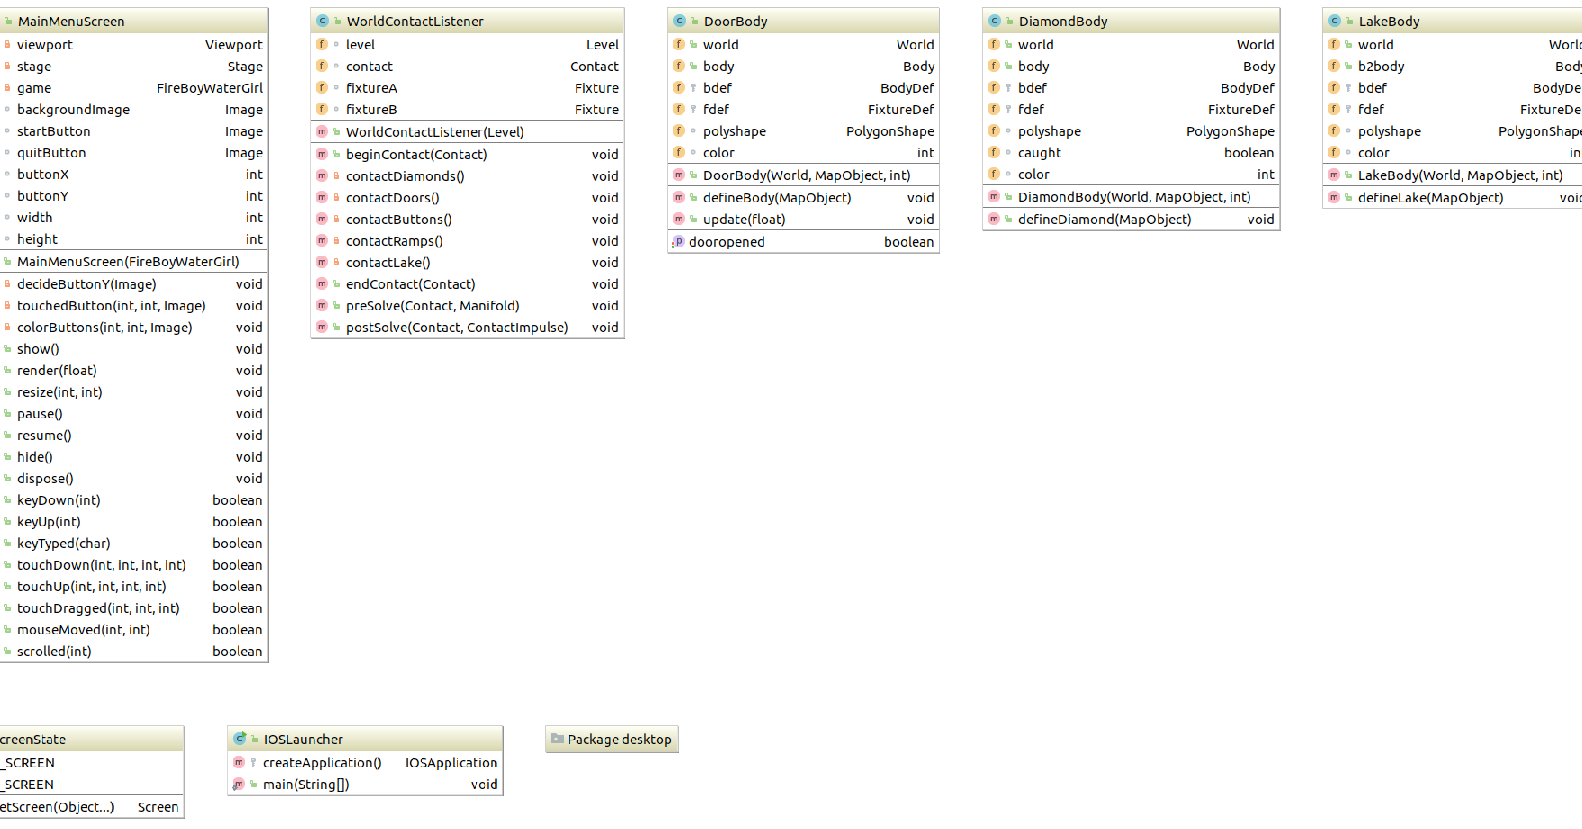 MainMenuScreen
viewport Viewport
stage Stage
game FireBoyWaterGirl
backgroundImage Image
startButton Image
quitButton Image
buttonX int
buttonY int
width int
height int
MainMenuScreen(FireBoyWaterGirl)
decideButtonY(Image) void
touchedButton(int, int, Image) void
colorButtons(int, int, Image) void
show() void
render(float) void
resize(int, int) void
pause() void
resume() void
hide() void
dispose() void
keyDown(int) boolean
keyUp(int) boolean
keyTyped(char) boolean
touchDown(int, int, int, int) boolean
touchUp(int, int, int, int) boolean
touchDragged(int, int, int) boolean
mouseMoved(int, int) boolean
scrolled(int) boolean
WorldContactListener
level Level
contact Contact
fixtureA Fixture
fixtureB Fixture
WorldContactListener(Level)
beginContact(Contact) void
contactDiamonds() void
contactDoors() void
contactButtons() void
contactRamps() void
contactLake() void
endContact(Contact) void
preSolve(Contact, Manifold) void
postSolve(Contact, ContactImpulse) void
DoorBody
world World
body Body
bdef BodyDef
fdef FixtureDef
polyshape PolygonShape
color int
DoorBody(World, MapObject, int)
defineBody(MapObject) void
update(float) void
dooropened boolean
DiamondBody
world World
body Body
bdef BodyDef
fdef FixtureDef
polyshape PolygonShape
caught boolean
color int
DiamondBody(World, MapObject, int)
defineDiamond(MapObject) void
LakeBody
world Worl
b2body Bod
bdef BodyDe
fdef FixtureDe
polyshape PolygonShap
color in
LakeBody(World, MapObject, int)
defineLake(MapObject) voi
creenState
_SCREEN
_SCREEN
etScreen(Object...) Screen
IOSLauncher
createApplication() IOSApplication
main(String[]) void
Package desktop